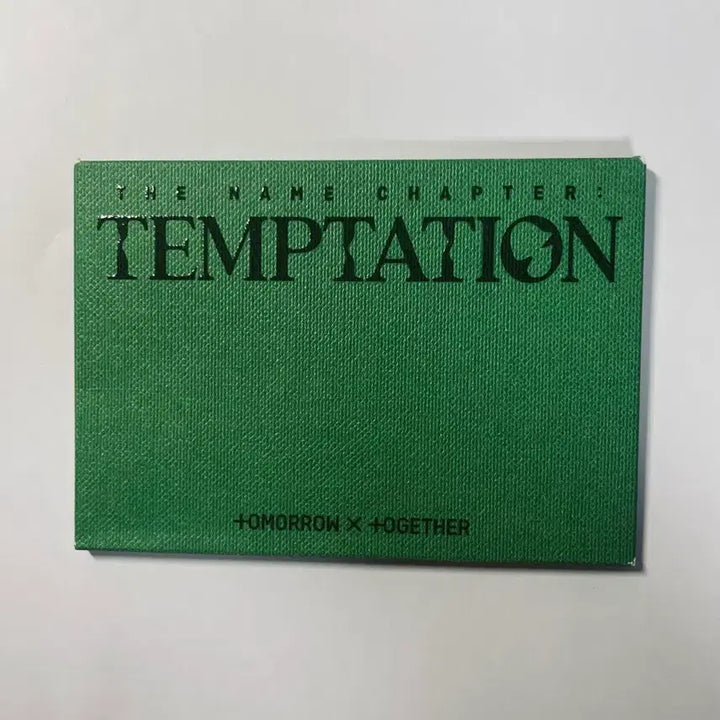 THE NAME CHAPTER:
TEMPTATION
TOMORROW X TOGETHER